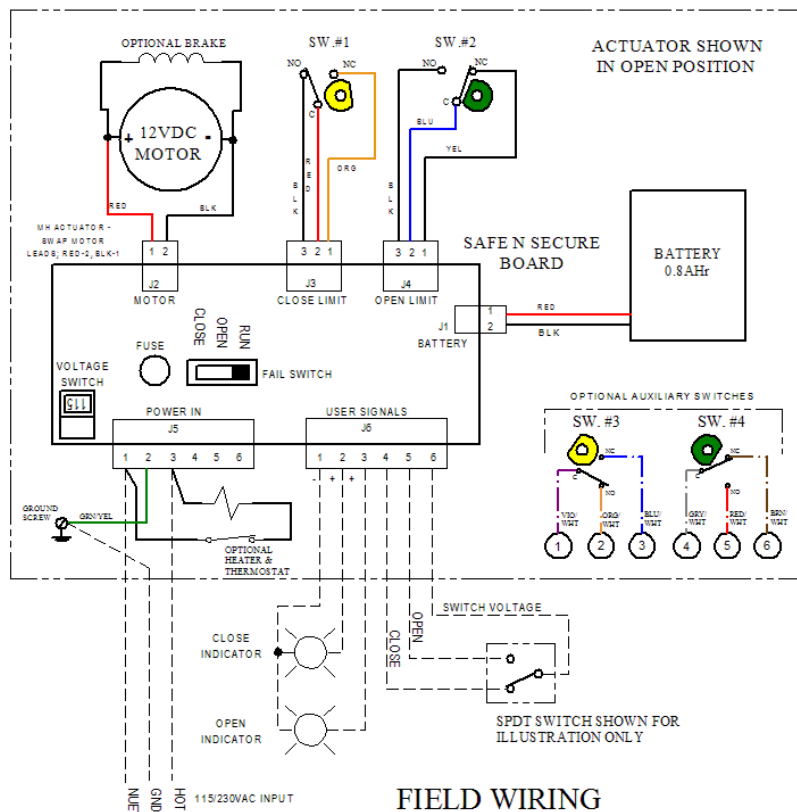 OPTIONAL BRAKE
SW.#1
SW.#2
ACTUATOR SHOWN
IN OPEN POSITION
NO
NC
C
NO
NC
C
+ 12VDC -
MOTOR
RED
BLK
BLK
RED
ORG
BLK
BLU
YEL
MH ACTUATOR -
SWAP MOTOR
LEADS; RED-2, BLK-1
1 2
J2
MOTOR
3 2 1
J3
CLOSE LIMIT
3 2 1
J4
OPEN LIMIT
SAFE N SECURE
BOARD
BATTERY
0.8AHr
1
2
J1
BATTERY
RED
BLK
CLOSE
OPEN
RUN
FUSE
FAIL SWITCH
VOLTAGE
SWITCH
115
POWER IN
J5
1 2 3 4 5 6
USER SIGNALS
J6
1 2 3 4 5 6
- + +
OPTIONAL AUXILIARY SWITCHES
SW. #3
SW. #4
NC
C
NO
NC
C
NO
VIO/
WHT
ORG/
WHT
BLU/
WHT
GRY/
WHT
RED/
WHT
BRN/
WHT
1 2 3 4 5 6
GROUND
SCREW
GRN/YEL
OPTIONAL
HEATER &
THERMOSTAT
CLOSE
INDICATOR
OPEN
INDICATOR
CLOSE
OPEN
SWITCH VOLTAGE
SPDT SWITCH SHOWN FOR
ILLUSTRATION ONLY
NUE
GND
HOT
115/230VAC INPUT
FIELD WIRING